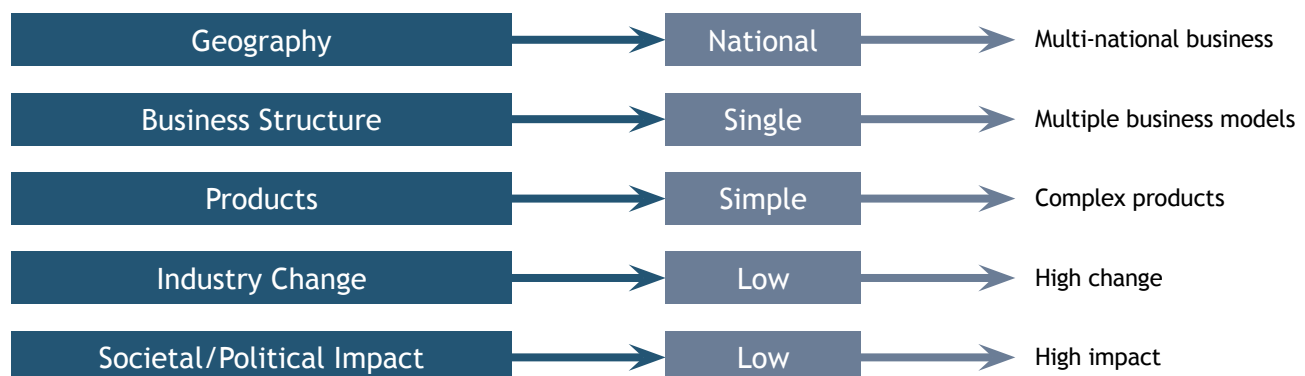 Geography National Multi-national business
Business Structure Single Multiple business models
Products Simple Complex products
Industry Change Low High change
Societal/Political Impact Low High impact